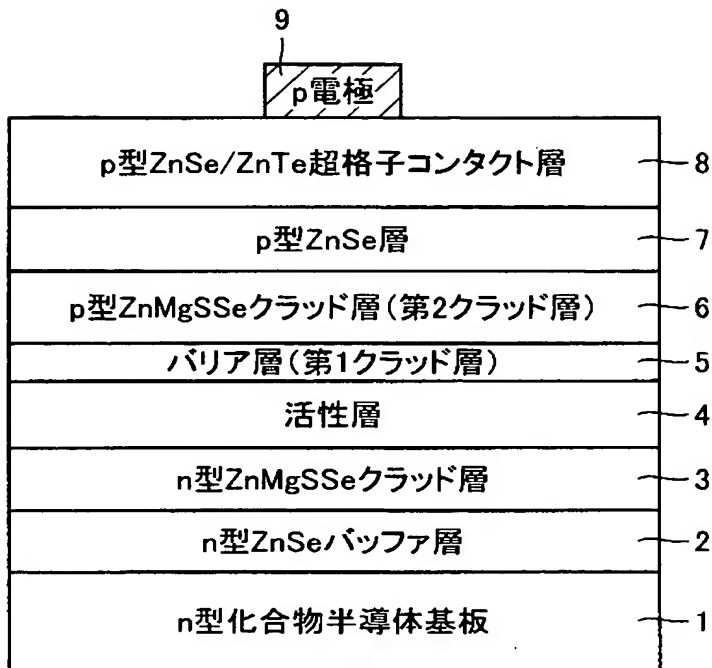 9
p電極
p型ZnSe/ZnTe超格子コンタクト層 8
p型ZnSe層 7
p型ZnMgSSeクラッド層(第2クラッド層) 6
バリア層(第1クラッド層) 5
活性層 4
n型ZnMgSSeクラッド層 3
n型ZnSeバッファ層 2
n型化合物半導体基板 1